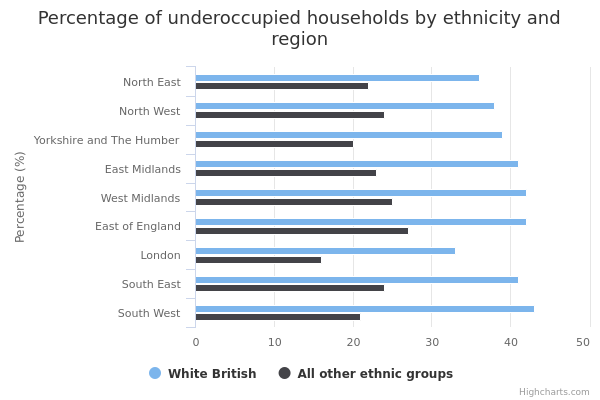 Percentage of underoccupied households by ethnicity and
region
North East
North West
Yorkshire and The Humber
East Midlands
West Midlands
East of England
London
South East
South West
Percentage (%)
0 10 20 30 40 50
White British All other ethnic groups
Highcharts.com